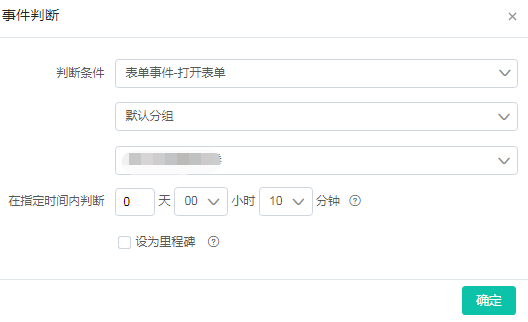 事件判断
判断条件 表单事件-打开表单
默认分组
在指定时间内判断 0 天 00 小时 10 分钟
设为里程碑
确定